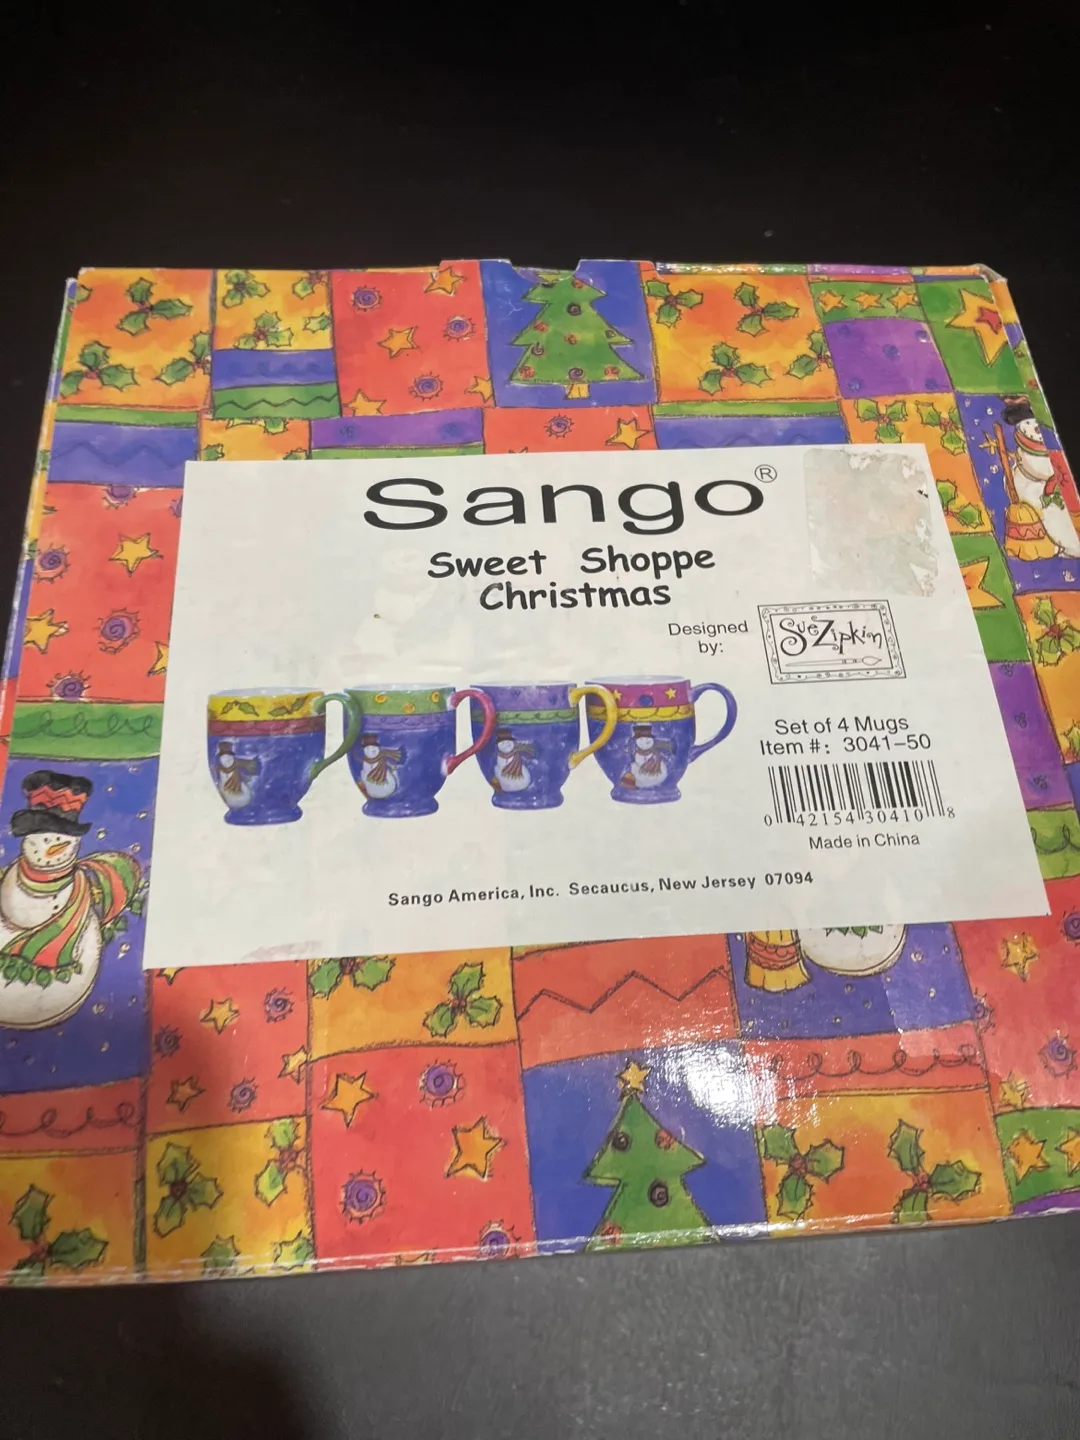 Sango®
Sweet Shoppe
Christmas
Designed
by:
Sue Zipkin
Set of 4 Mugs
Item #: 3041-50
0 42154 30410 8
Made in China
Sango America, Inc. Secaucus, New Jersey 07094